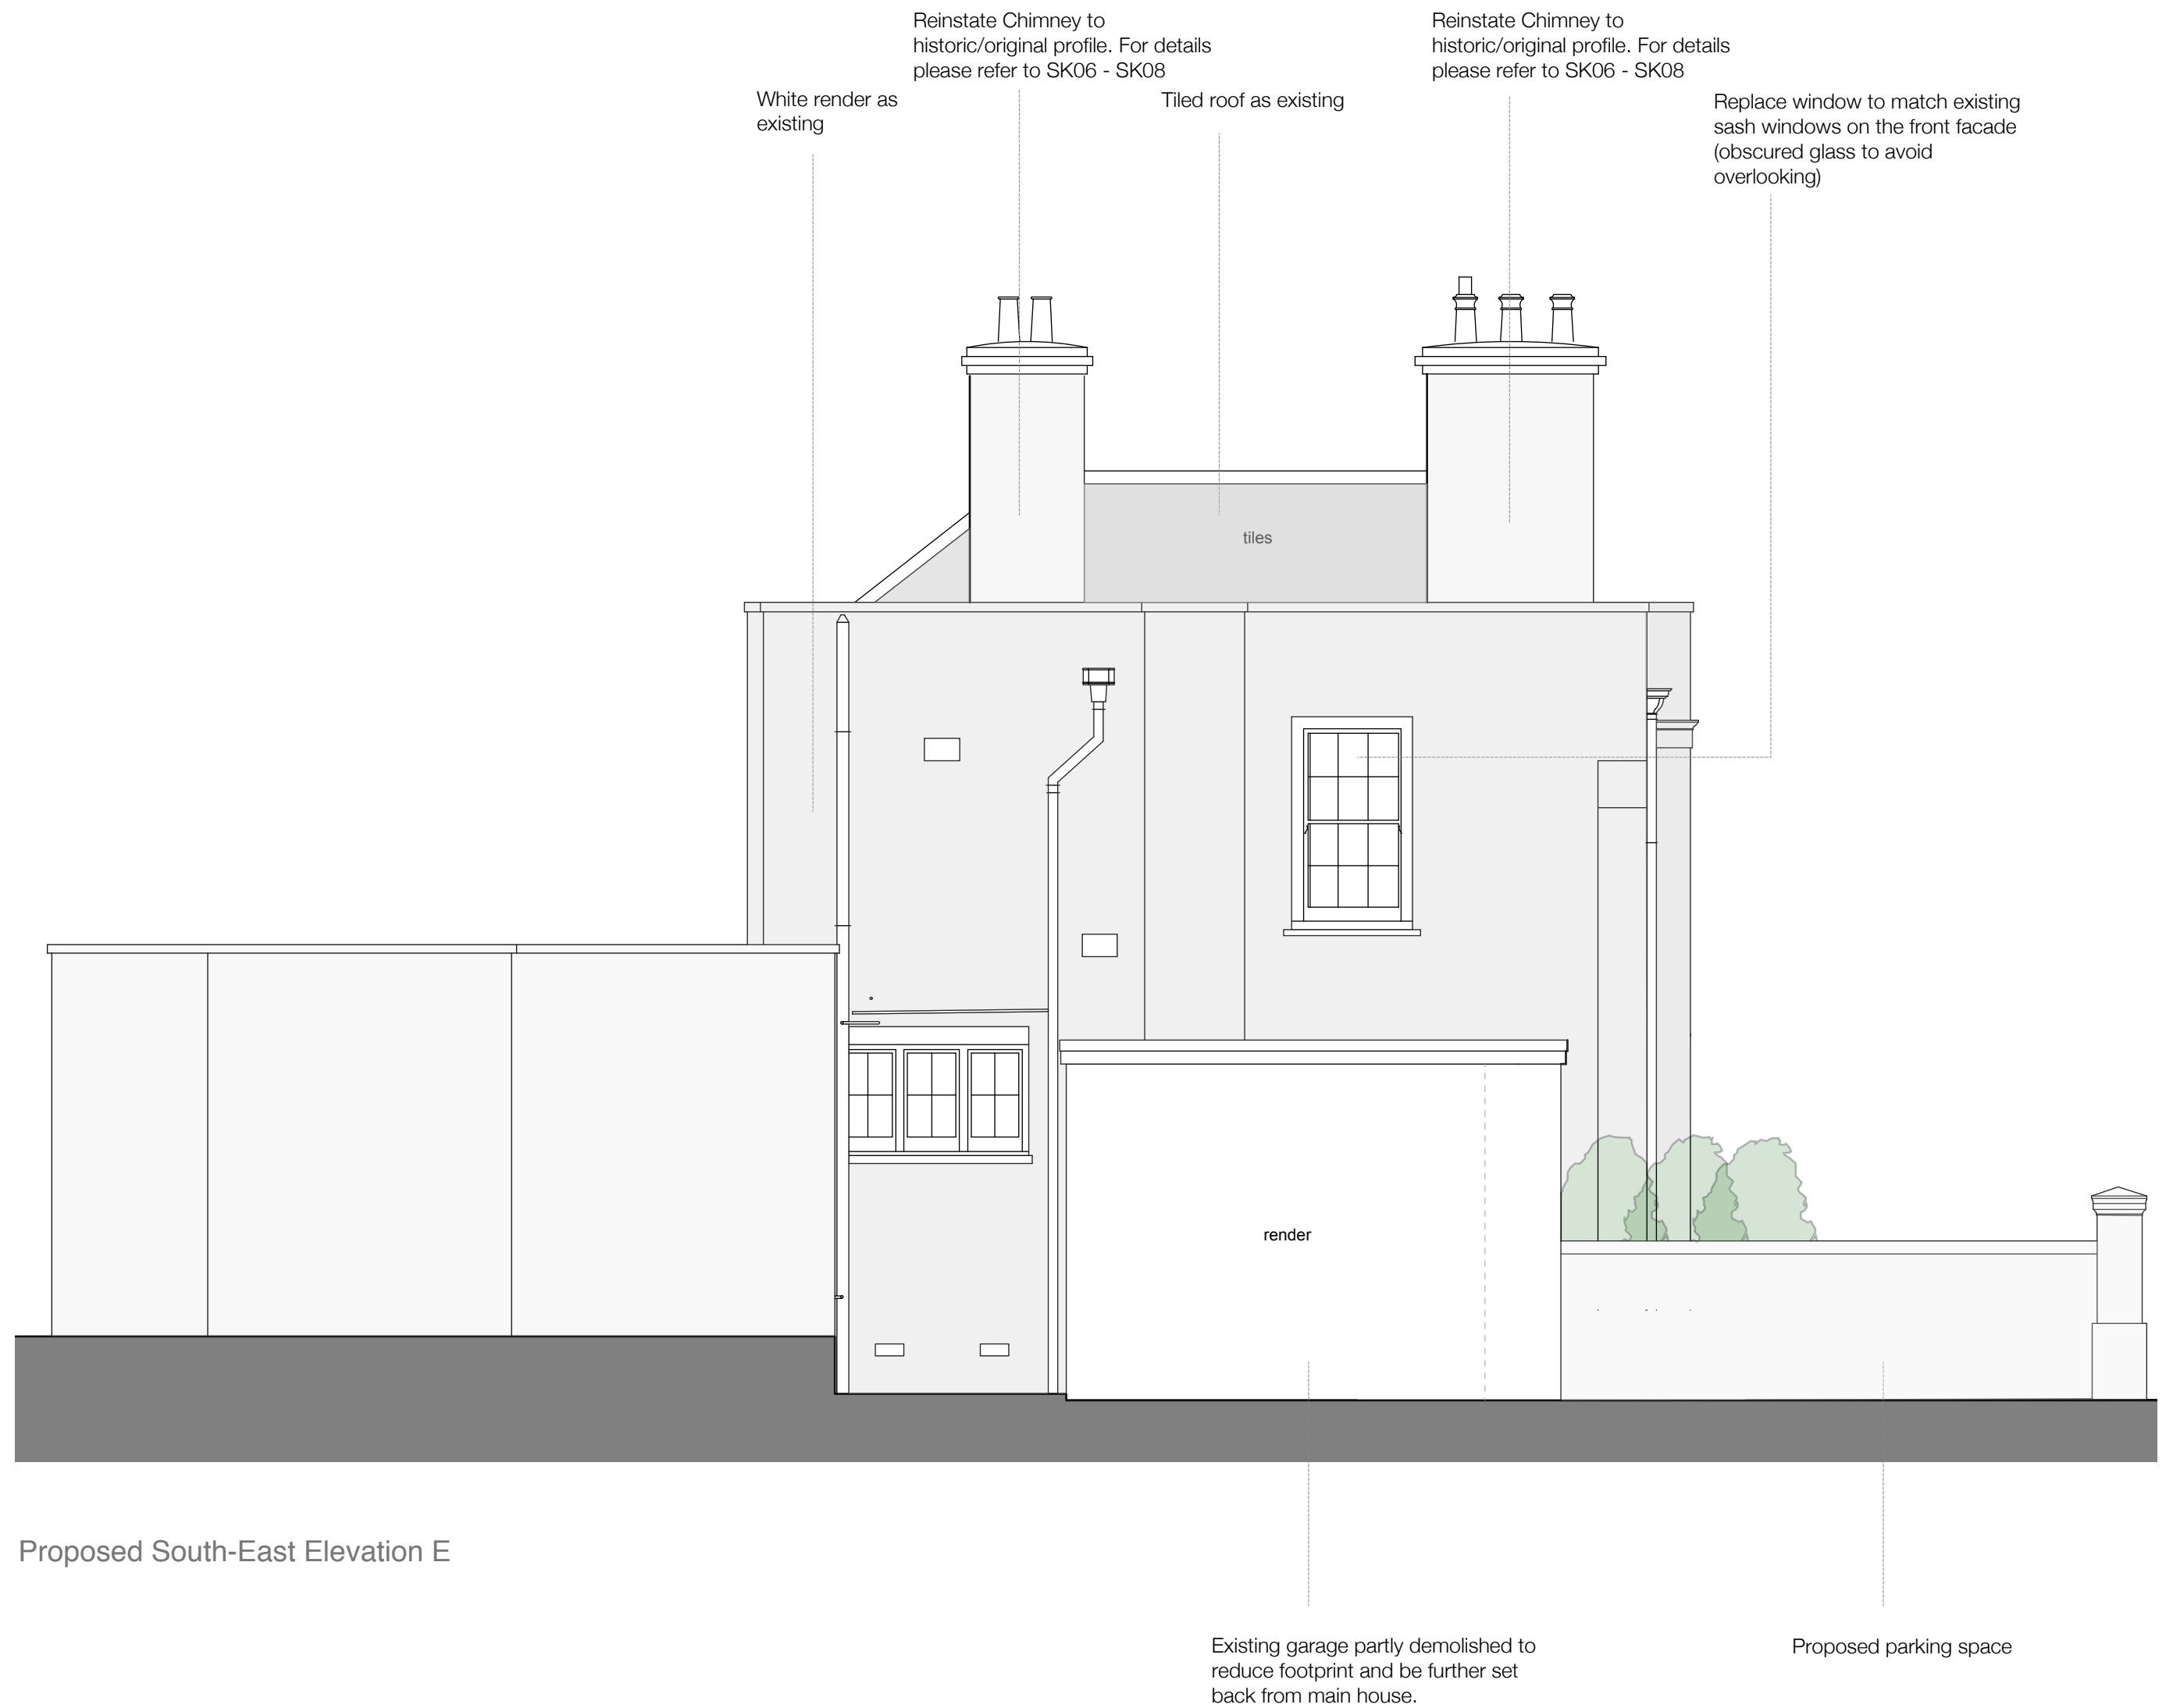 Reinstate Chimney to
historic/original profile. For details
please refer to SK06 - SK08
Reinstate Chimney to
historic/original profile. For details
please refer to SK06 - SK08
White render as
existing
Tiled roof as existing
Replace window to match existing
sash windows on the front facade
(obscured glass to avoid
overlooking)
tiles
render
Proposed South-East Elevation E
Existing garage partly demolished to
reduce footprint and be further set
back from main house.
Proposed parking space